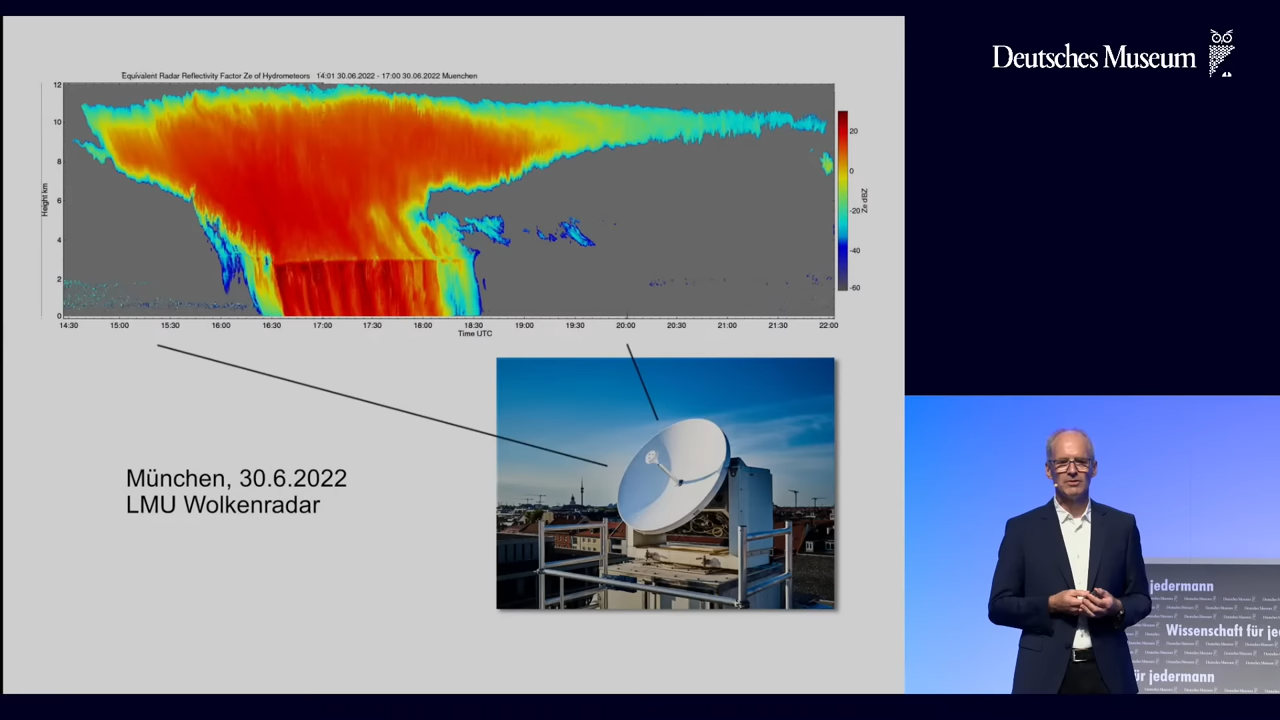 Deutsches Museum
Equivalent Radar Reflectivity Factor Ze of Hydrometeors 14:01 30.06.2022 - 17:00 30.06.2022 Muenchen
12
10
8
6
4
2
0
Height km
14:30 15:00 15:30 16:00 16:30 17:00 17:30 18:00 18:30 19:00 19:30 20:00 20:30 21:00 21:30 22:00
Time UTC
20
0
-20
-40
-60
Ze dBZ
München, 30.6.2022
LMU Wolkenradar
jedermann
Wissenschaft für je
ür jedermann